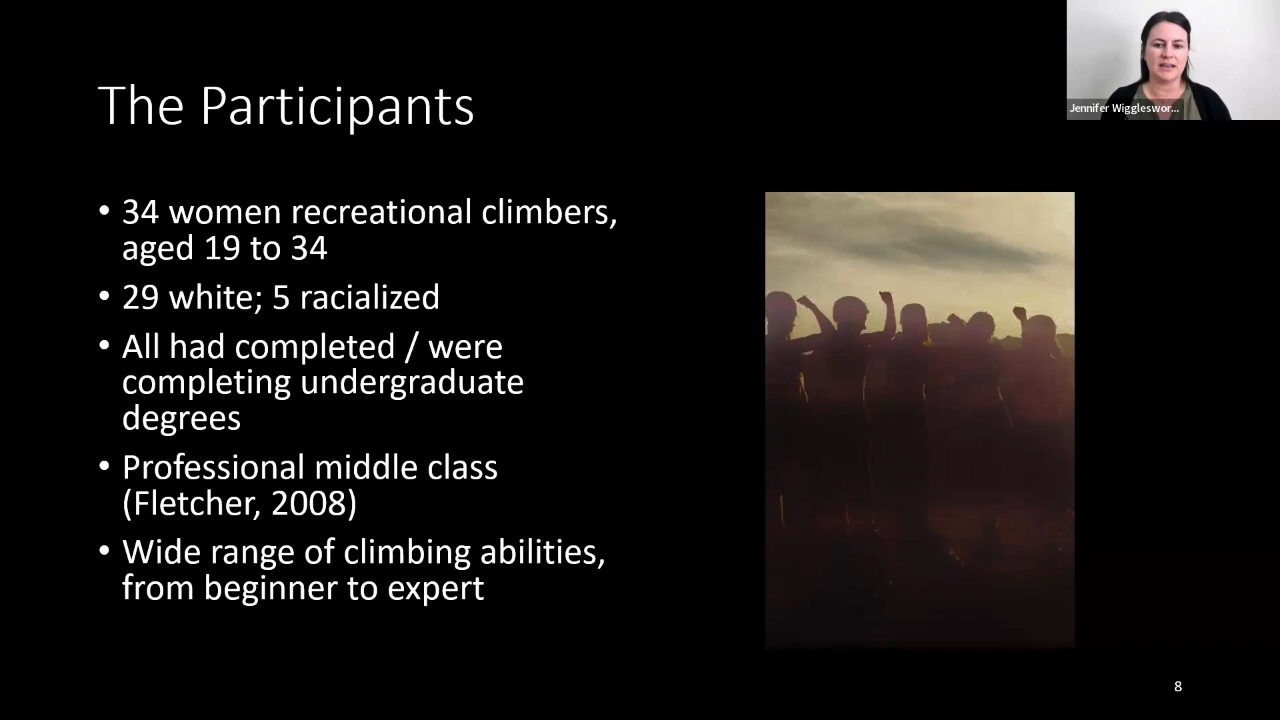 Jennifer Wiggleswor...
The Participants
• 34 women recreational climbers,
aged 19 to 34
• 29 white; 5 racialized
• All had completed / were
completing undergraduate
degrees
• Professional middle class
(Fletcher, 2008)
• Wide range of climbing abilities,
from beginner to expert
8